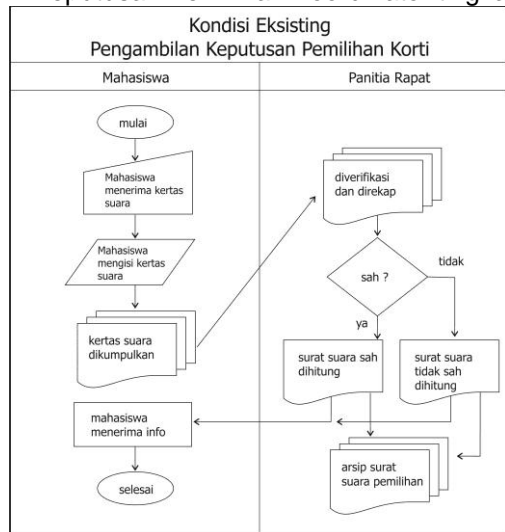 Kondisi Eksisting
Pengambilan Keputusan Pemilihan Korti
Mahasiswa
Panitia Rapat
mulai
Mahasiswa
menerima kertas
suara
Mahasiswa
mengisi kertas
suara
kertas suara
dikumpulkan
mahasiswa
menerima info
selesai
diverifikasi
dan direkap
sah ?
tidak
ya
surat suara sah
dihitung
surat suara
tidak sah
dihitung
arsip surat
suara pemilihan